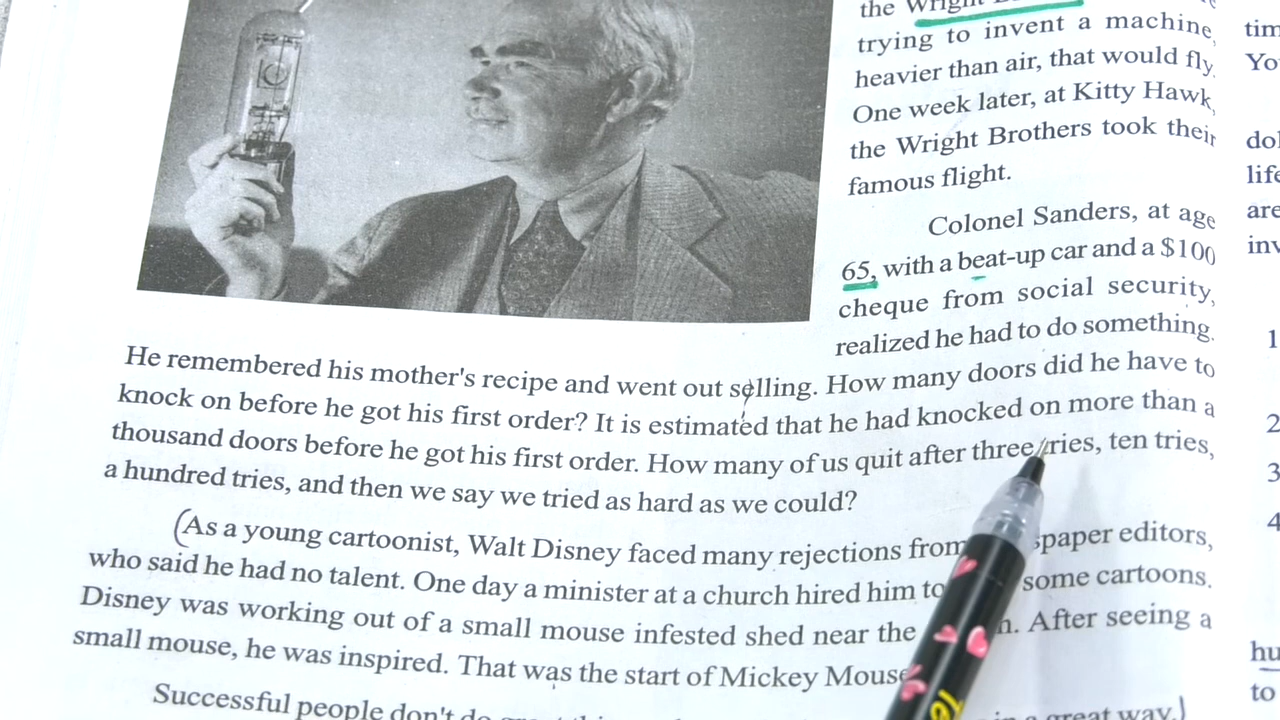 the Wright
trying to invent a machine,
heavier than air, that would fly.
One week later, at Kitty Hawk,
the Wright Brothers took their
famous flight.
Colonel Sanders, at age
65, with a beat-up car and a $100
cheque from social security,
realized he had to do something.
He remembered his mother's recipe and went out selling. How many doors did he have to
knock on before he got his first order? It is estimated that he had knocked on more than a
thousand doors before he got his first order. How many of us quit after three tries, ten tries,
a hundred tries, and then we say we tried as hard as we could?
(As a young cartoonist, Walt Disney faced many rejections from spaper editors,
who said he had no talent. One day a minister at a church hired him to some cartoons.
Disney was working out of a small mouse infested shed near the After seeing a
small mouse, he was inspired. That was the start of Mickey Mouse
Successful people don't do in a great way.)
tim
Yo
dol
life
are
inv
1
2
3
4
hu
to